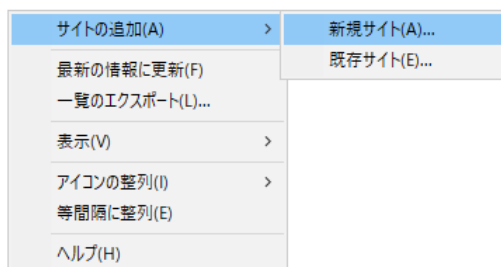 サイトの追加(A) >
最新の情報に更新(F)
一覧のエクスポート(L)...
表示(V) >
アイコンの整列(I) >
等間隔に整列(E)
ヘルプ(H)
新規サイト(A)...
既存サイト(E)...